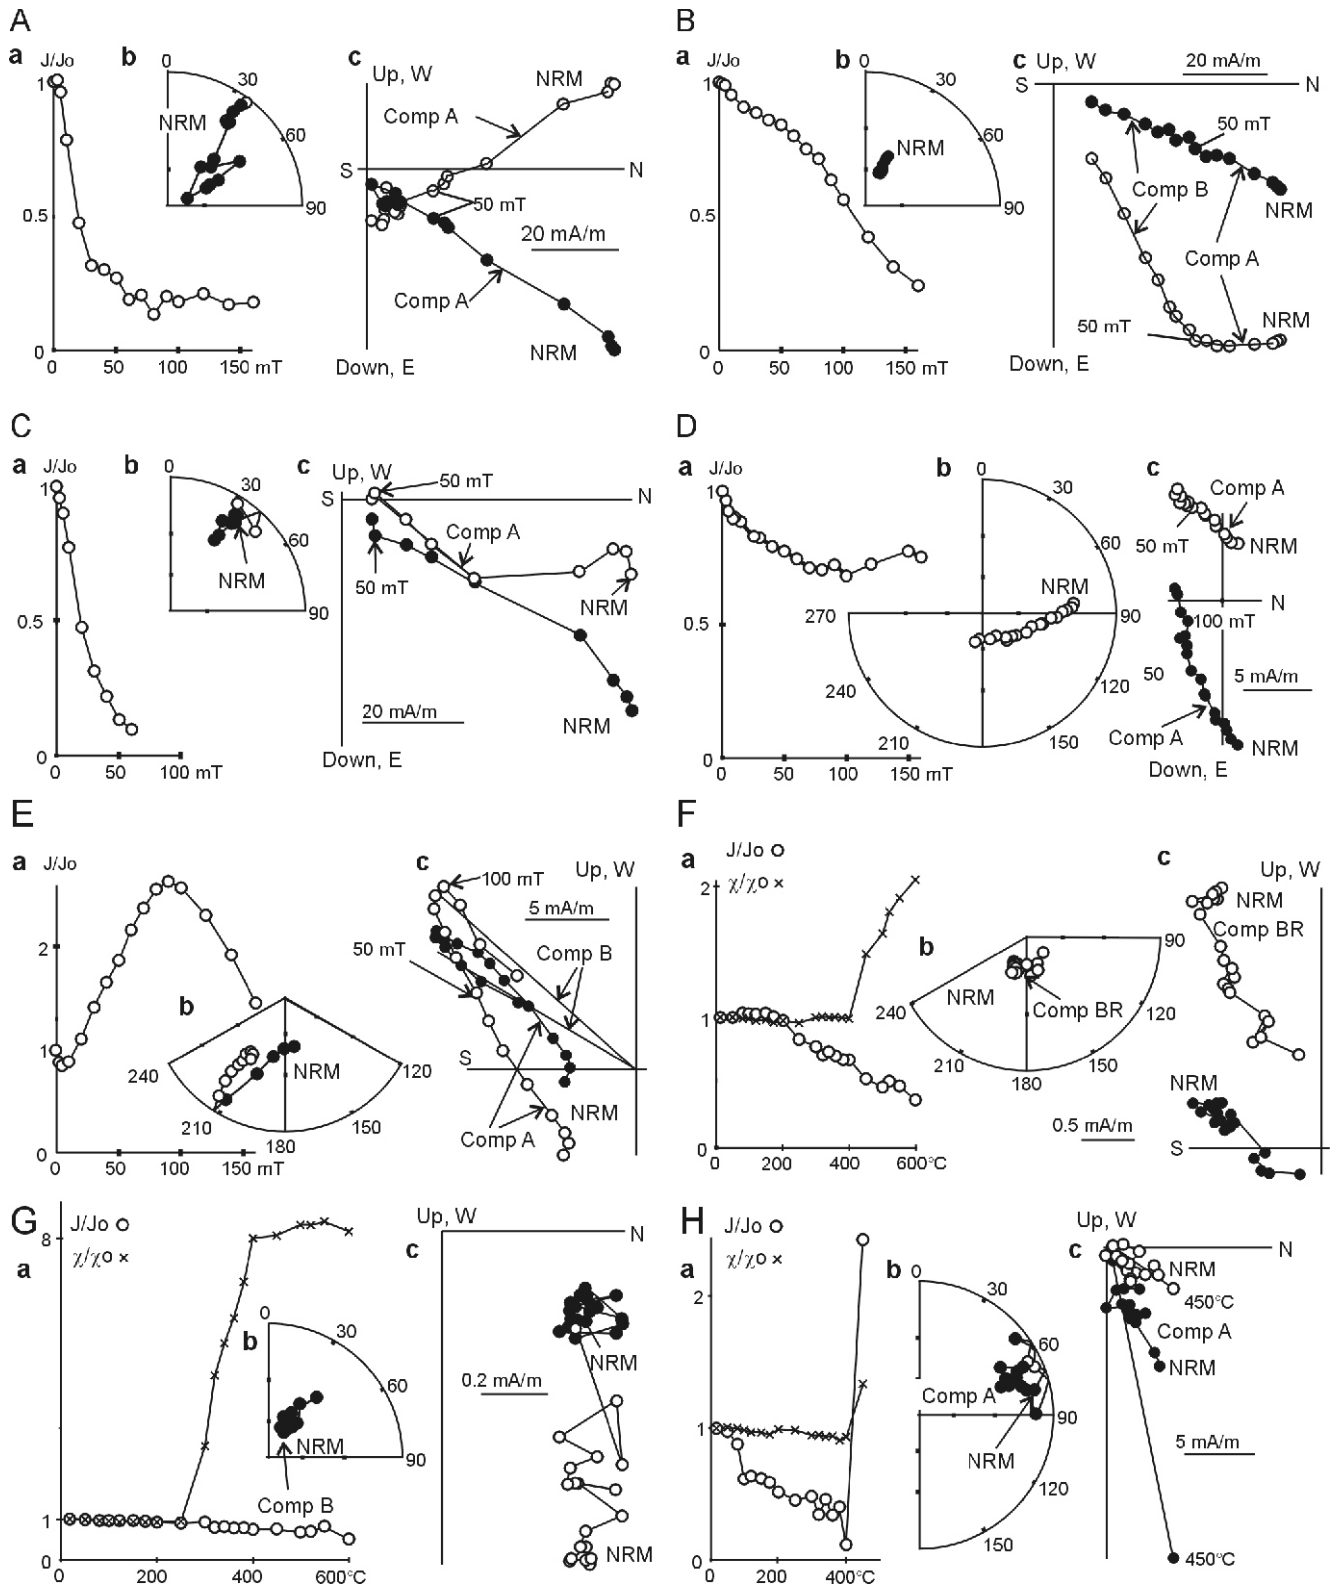 A
a
J/Jo
1
0.5
0
0
50
100
150 mT
b
0
30
60
90
NRM
c
Up, W
S
N
NRM
Comp A
50 mT
20 mA/m
Comp A
NRM
Down, E
B
a
J/Jo
1
0.5
0
0
50
100
150 mT
b
0
30
60
90
NRM
c
Up, W
20 mA/m
S
N
50 mT
Comp B
NRM
Comp A
50 mT
NRM
Down, E
C
a
J/Jo
1
0.5
0
0
50
100 mT
b
0
30
60
90
NRM
c
Up, W
50 mT
S
N
Comp A
50 mT
NRM
20 mA/m
NRM
Down, E
D
a
J/Jo
1
0.5
0
0
50
100
150 mT
b
0
30
60
NRM
270
90
240
120
210
150
c
Comp A
50 mT
NRM
N
100 mT
50
5 mA/m
Comp A
NRM
Down, E
E
a
J/Jo
2
1
0
0
50
100
150 mT
b
NRM
240
120
210
150
180
c
Up, W
100 mT
5 mA/m
50 mT
Comp B
S
NRM
Comp A
F
a
J/Jo
χ/χo
2
1
0
0
200
400
600°C
b
90
NRM
Comp BR
240
120
210
150
180
c
Up, W
NRM
Comp BR
NRM
0.5 mA/m
S
G
a
J/Jo
χ/χo
8
1
0
0
200
400
600°C
b
0
30
60
90
NRM
Comp B
c
Up, W
N
NRM
0.2 mA/m
NRM
H
a
J/Jo
χ/χo
2
1
0
0
200
400°C
b
0
30
60
Comp A
90
NRM
120
150
c
Up, W
N
NRM
450°C
Comp A
NRM
5 mA/m
450°C